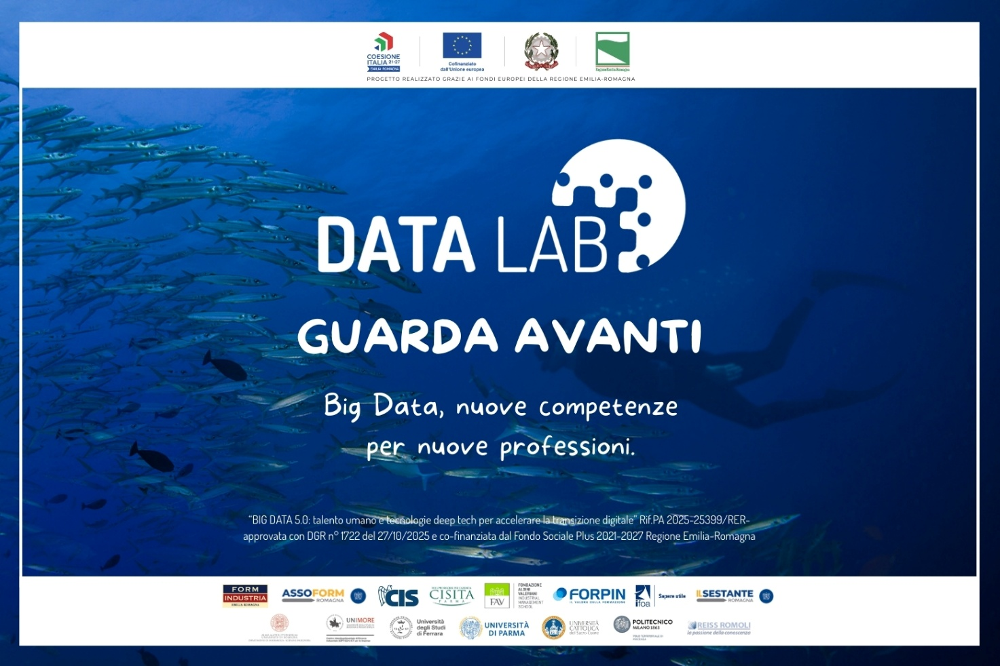 COESIONE
ITALIA 21-27
EMILIA-ROMAGNA
Cofinanziato
dall'Unione europea
RegioneEmilia-Romagna
PROGETTO REALIZZATO GRAZIE AI FONDI EUROPEI DELLA REGIONE EMILIA-ROMAGNA
DATA LAB
GUARDA AVANTI
Big Data, nuove competenze
per nuove professioni.
“BIG DATA 5.0: talento umano e tecnologie deep tech per accelerare la transizione digitale” Rif.PA 2025-25399/RER-
approvata con DGR n° 1722 del 27/10/2025 e co-finanziata dal Fondo Sociale Plus 2021-2027 Regione Emilia-Romagna
FORM
INDUSTRIA
EMILIA ROMAGNA
ASSOFORM
ROMAGNA
CIS
CISITA
PARMA
FAV
FONDAZIONE
ALDINI
VALERIANI
INDUSTRIAL
MANAGEMENT
SCHOOL
FORPIN
IL VALORE DELLA FORMAZIONE
ifoa
Sapere utile
ILSESTANTE
ROMAGNA
UNIMORE
Università
degli Studi
di Ferrara
UNIVERSITÀ
DI PARMA
UNIVERSITÀ
CATTOLICA
del Sacro Cuore
POLITECNICO
MILANO 1863
POLO TERRITORIALE DI
PIACENZA
REISS ROMOLI
la passione della conoscenza